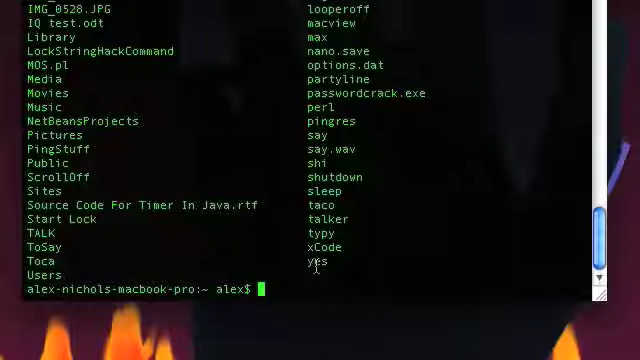 IMG_0528.JPG looperoff
IQ test.odt macview
Library max
LockStringHackCommand nano.save
MOS.pl options.dat
Media partyline
Movies passwordcrack.exe
Music perl
NetBeansProjects pingres
Pictures say
PingStuff say.wav
Public shi
ScrollOff shutdown
Sites sleep
Source Code For Timer In Java.rtf taco
Start Lock talker
TALK typy
ToSay xCode
Toca yes
Users
alex-nichols-macbook-pro:~ alex$